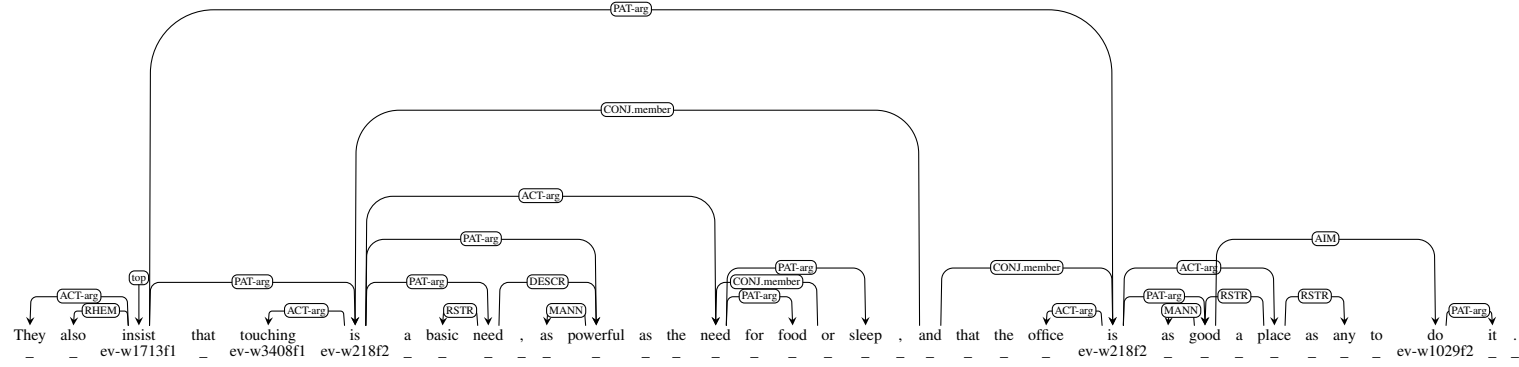 PAT-arg
CONJ.member
ACT-arg
PAT-arg AIM
top PAT-arg CONJ.member ACT-arg
PAT-arg PAT-arg DESCR CONJ.member
ACT-arg PAT-arg PAT-arg RSTR RSTR
RHEM ACT-arg RSTR MANN ACT-arg MANN PAT-arg
They also insist that touching is a basic need , as powerful as the need for food or sleep , and that the office is as good a place as any to do it .
_ _ ev-w1713f1 _ ev-w3408f1 ev-w218f2 _ _ _ _ _ _ _ _ _ _ _ _ _ _ _ _ _ _ ev-w218f2 _ _ _ _ _ _ _ ev-w1029f2 _ _